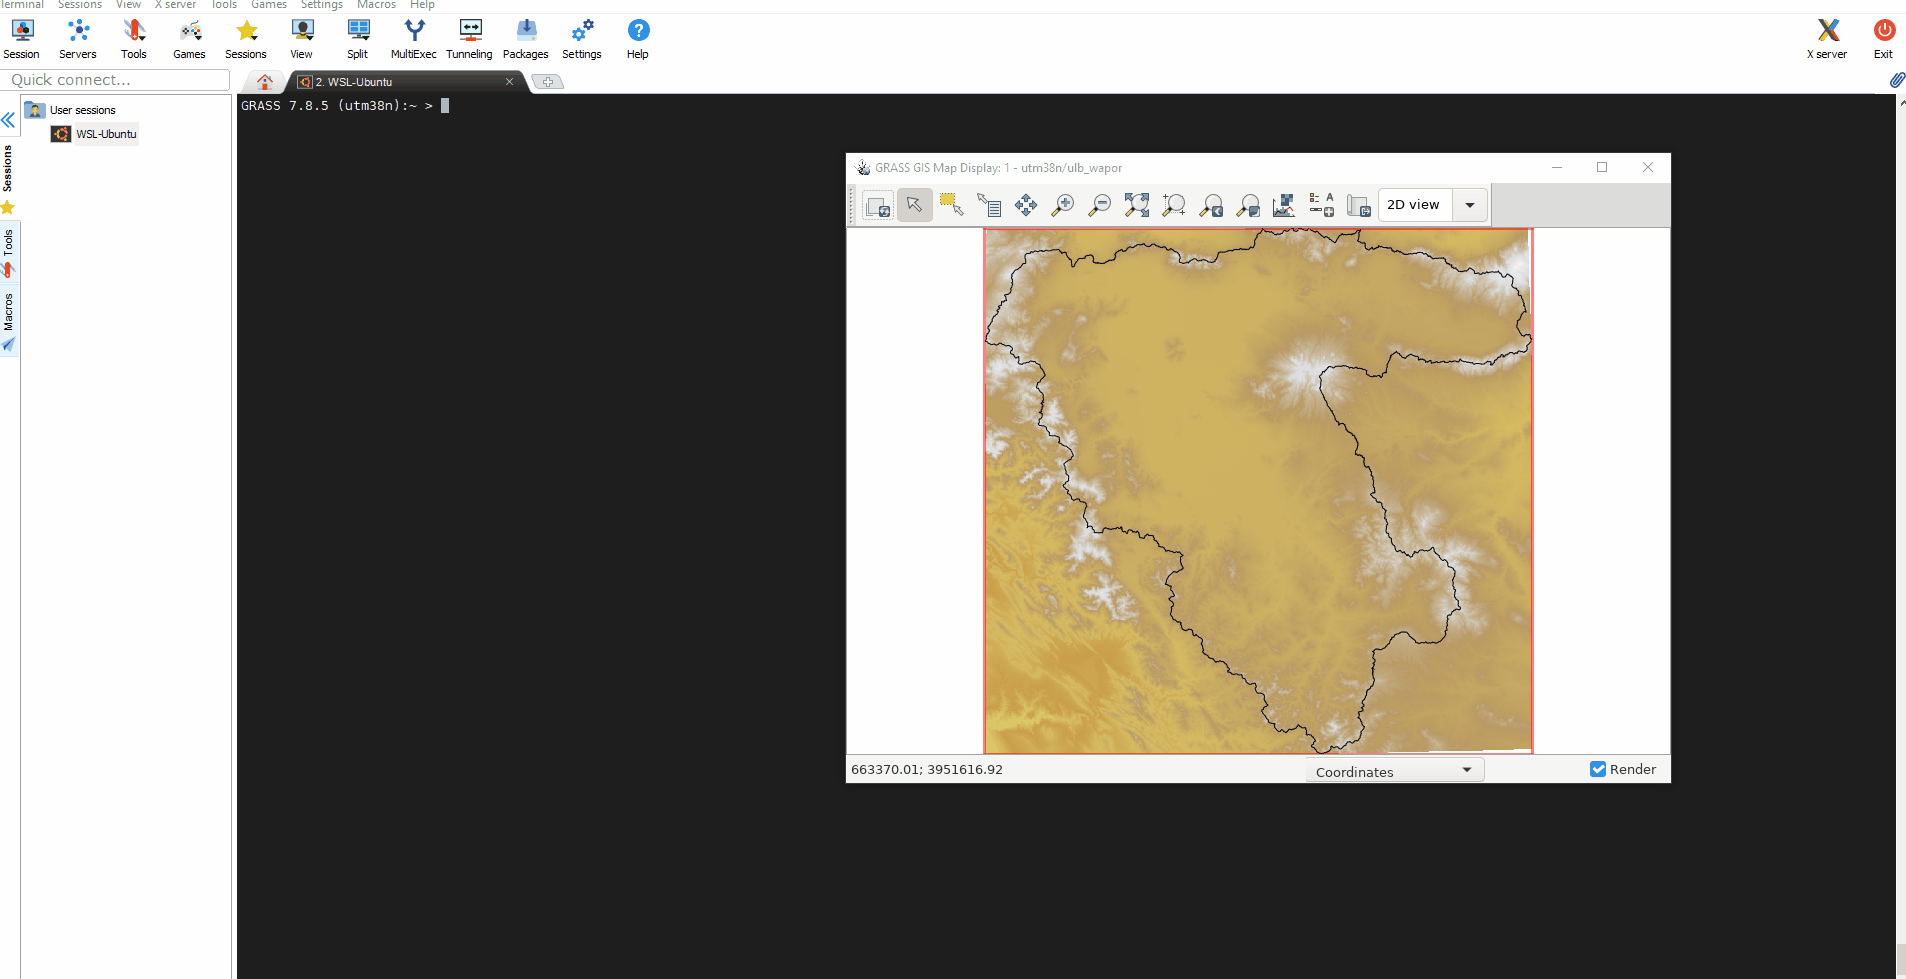 Terminal Sessions View X server Tools Games Settings Macros Help
Session Servers Tools Games Sessions View Split MultiExec Tunneling Packages Settings Help X server Exit
Quick connect...
2. WSL-Ubuntu
User sessions
WSL-Ubuntu
Sessions
Tools
Macros
GRASS 7.8.5 (utm38n):~ >
GRASS GIS Map Display: 1 - utm38n/ulb_wapor
2D view
663370.01; 3951616.92
Coordinates
Render